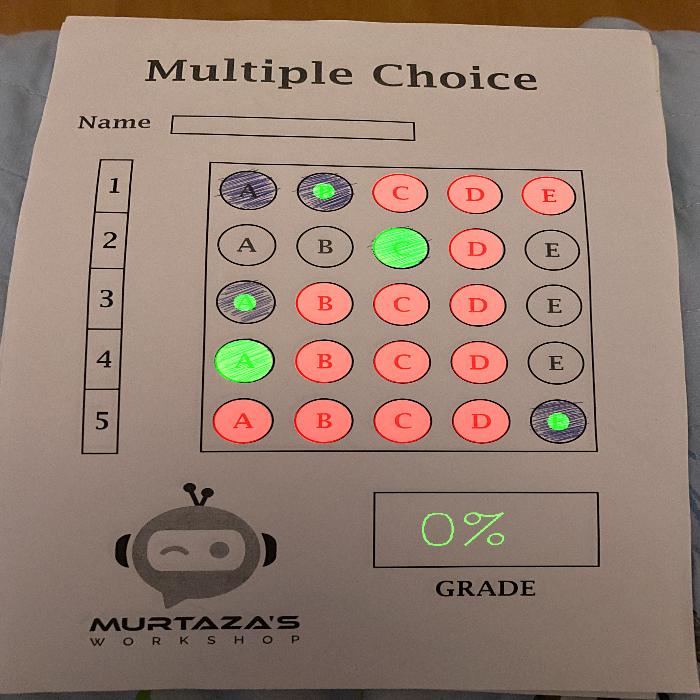 Multiple Choice
Name
1 A B C D E
2 A B C D E
3 A B C D E
4 A B C D E
5 A B C D E
0%
GRADE
MURTAZA'S
WORKSHOP